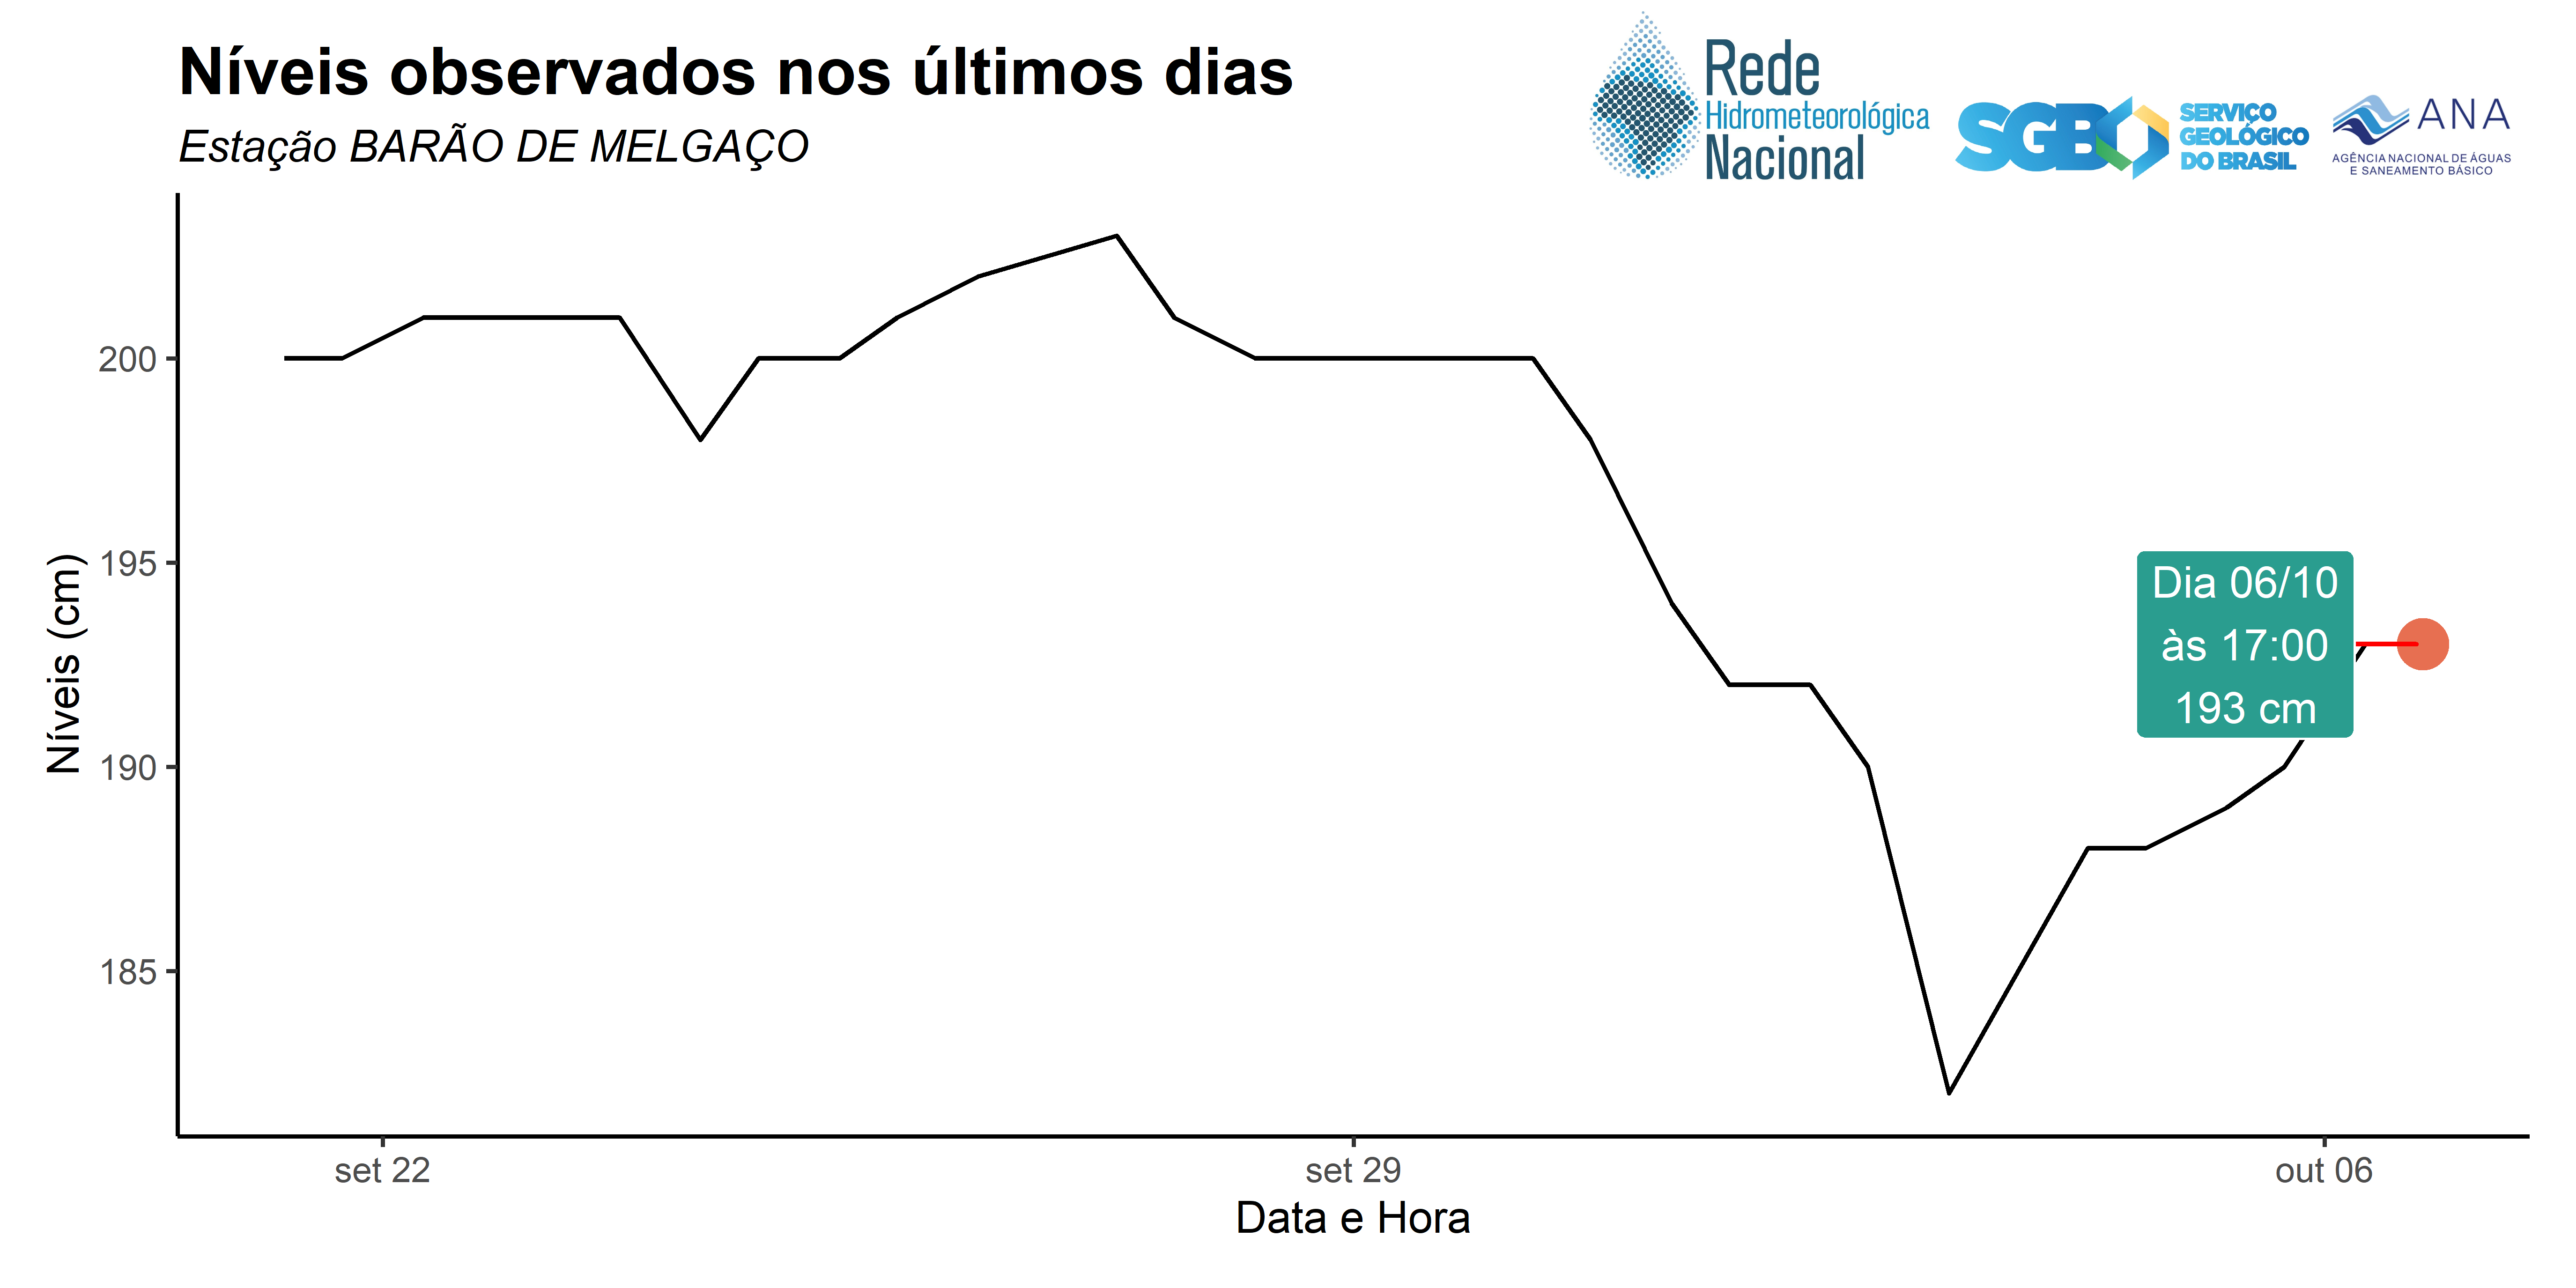 Níveis observados nos últimos dias
Estação BARÃO DE MELGAÇO
Rede
Hidrometeorológica
Nacional
SGB
SERVIÇO
GEOLÓGICO
DO BRASIL
ANA
AGÊNCIA NACIONAL DE ÁGUAS
E SANEAMENTO BÁSICO
Níveis (cm)
200
195
190
185
Dia 06/10
às 17:00
193 cm
set 22
set 29
out 06
Data e Hora